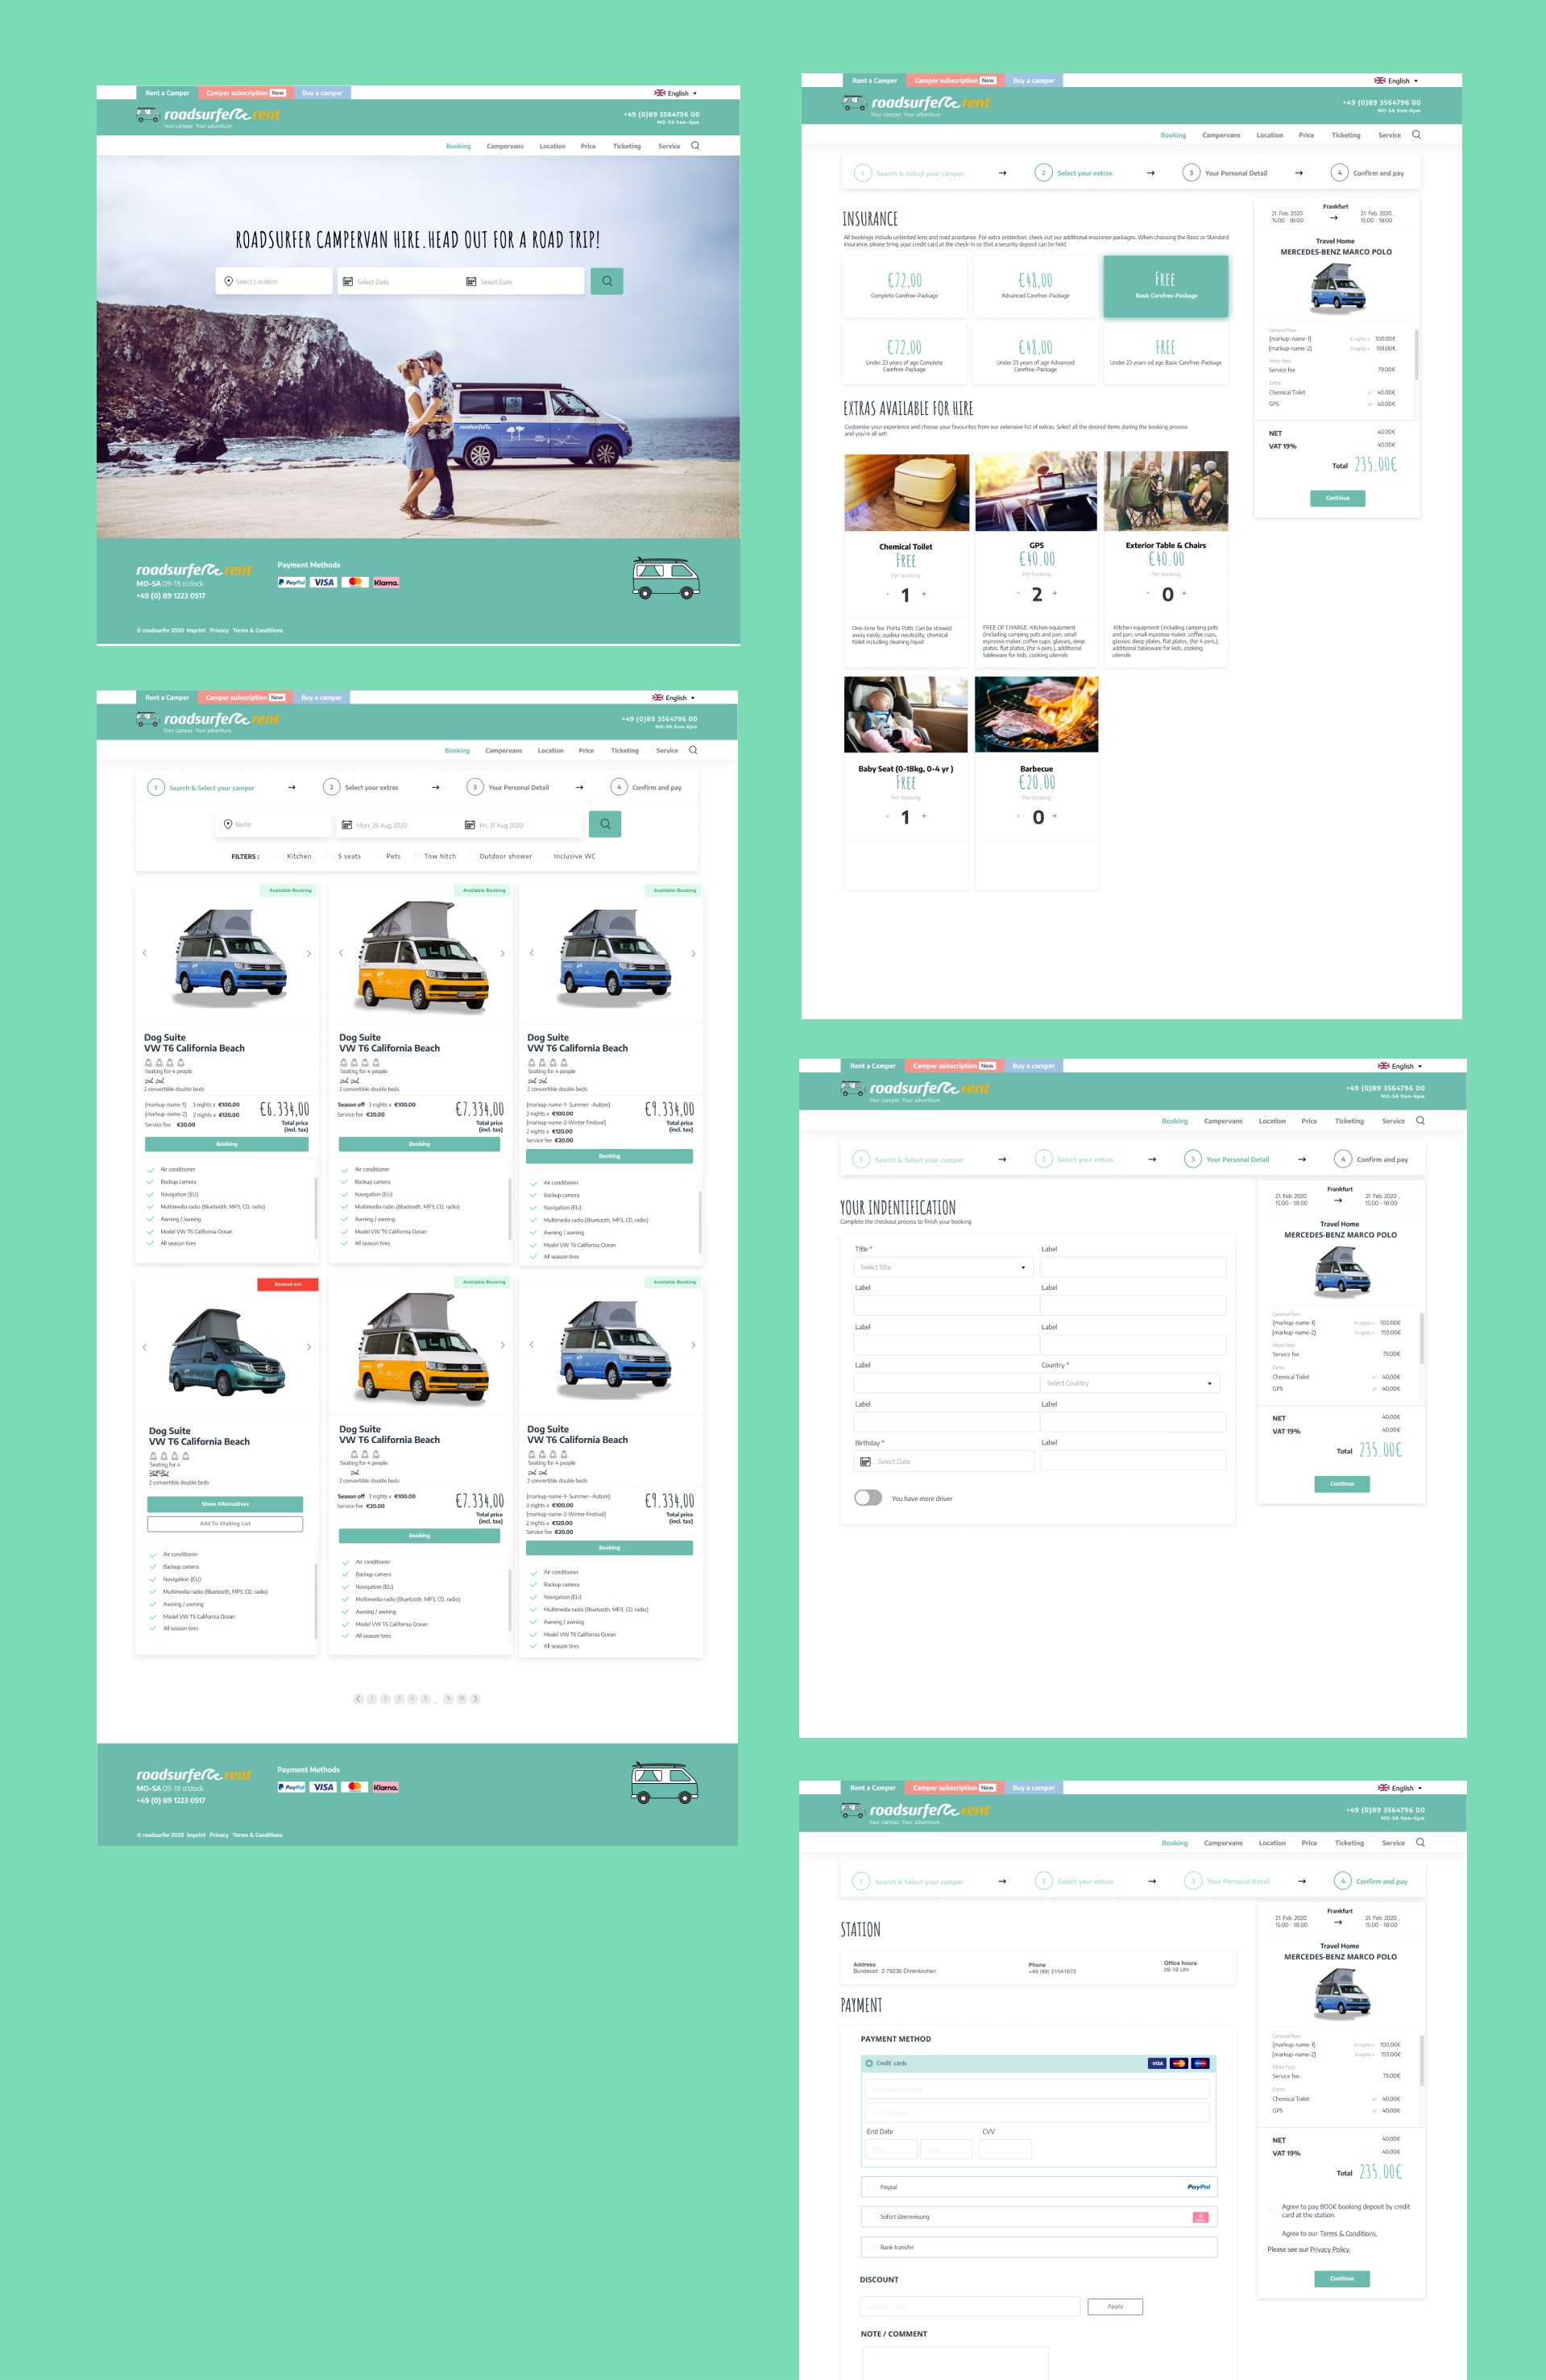 Rent a Camper Camper subscription New Buy a camper English
roadsurfer rent
Your camper. Your adventure.
+49 (0)89 3564796 00
MO-SA 9am-6pm
Booking Campervans Location Price Ticketing Service
ROADSURFER CAMPERVAN HIRE.HEAD OUT FOR A ROAD TRIP!
Select Location Select Date Select Date
roadsurfer
roadsurfer rent
MO-SA 09-18 o'clock
+49 (0) 89 1223 0517
Payment Methods
PayPal VISA Klarna.
© roadsurfer 2020 Imprint Privacy Terms & Conditions
Rent a Camper Camper subscription New Buy a camper English
roadsurfer rent
Your camper. Your adventure.
+49 (0)89 3564796 00
MO-SA 9am-6pm
Booking Campervans Location Price Ticketing Service
1 Search & Select your camper → 2 Select your extras → 3 Your Personal Detail → 4 Confirm and pay
Berlin Mon, 26 Aug 2020 Fri, 31 Aug 2020
FILTERS : Kitchen 5 seats Pets Tow hitch Outdoor shower Inclusive WC
Available Booking
Dog Suite
VW T6 California Beach
Seating for 4 people
2 convertible double beds
{markup-name-1} 3 nights x €100.00
{markup-name-2} 2 nights x €120.00
Service fee €20.00
€6.334,00
Total price
(incl. tax)
Booking
Air conditioner
Backup camera
Navigation (EU)
Multimedia radio (Bluetooth, MP3, CD, radio)
Awning / awning
Model VW T6 California Ocean
All season tires
Available Booking
Dog Suite
VW T6 California Beach
Seating for 4 people
2 convertible double beds
Season off 3 nights x €100.00
Service fee €20.00
€7.334,00
Total price
(incl. tax)
Booking
Air conditioner
Backup camera
Navigation (EU)
Multimedia radio (Bluetooth, MP3, CD, radio)
Awning / awning
Model VW T6 California Ocean
All season tires
Available Booking
Dog Suite
VW T6 California Beach
Seating for 4 people
2 convertible double beds
{markup-name-1- Summer -Autom}
3 nights x €100.00
{markup-name-2-Winter Festival}
2 nights x €120.00
Service fee €20.00
€9.334,00
Total price
(incl. tax)
Booking
Air conditioner
Backup camera
Navigation (EU)
Multimedia radio (Bluetooth, MP3, CD, radio)
Awning / awning
Model VW T6 California Ocean
All season tires
Booked out
Dog Suite
VW T6 California Beach
Seating for 4
people
2 convertible double beds
Show Alternatives
Add To Waiting List
Air conditioner
Backup camera
Navigation (EU)
Multimedia radio (Bluetooth, MP3, CD, radio)
Awning / awning
Model VW T6 California Ocean
All season tires
Available Booking
Dog Suite
VW T6 California Beach
Seating for 4 people
2 convertible double beds
Season off 3 nights x €100.00
Service fee €20.00
€7.334,00
Total price
(incl. tax)
Booking
Air conditioner
Backup camera
Navigation (EU)
Multimedia radio (Bluetooth, MP3, CD, radio)
Awning / awning
Model VW T6 California Ocean
All season tires
Available Booking
Dog Suite
VW T6 California Beach
Seating for 4 people
2 convertible double beds
{markup-name-1- Summer -Autom}
3 nights x €100.00
{markup-name-2-Winter Festival}
2 nights x €120.00
Service fee €20.00
€9.334,00
Total price
(incl. tax)
Booking
Air conditioner
Backup camera
Navigation (EU)
Multimedia radio (Bluetooth, MP3, CD, radio)
Awning / awning
Model VW T6 California Ocean
All season tires
1 2 3 4 5 ... 9 10
roadsurfer rent
MO-SA 09-18 o'clock
+49 (0) 89 1223 0517
Payment Methods
PayPal VISA Klarna.
© roadsurfer 2020 Imprint Privacy Terms & Conditions
Rent a Camper Camper subscription New Buy a camper English
roadsurfer rent
Your camper. Your adventure.
+49 (0)89 3564796 00
MO-SA 9am-6pm
Booking Campervans Location Price Ticketing Service
1 Search & Select your camper → 2 Select your extras → 3 Your Personal Detail → 4 Confirm and pay
INSURANCE
All bookings include unlimited kms and road assistance. For extra protection, check out our additional insurance packages. When choosing the Basic or Standard
Insurance, please bring your credit card at the check-in so that a security deposit can be held.
€72,00
Complete Carefree-Package
€48,00
Advanced Carefree-Package
FREE
Basic Carefree-Package
€72,00
Under 23 years of age Complete
Carefree-Package
€48,00
Under 23 years of age Advanced
Carefree-Package
FREE
Under 23 years od age Basic Carefree-Package
EXTRAS AVAILABLE FOR HIRE
Customise your experience and choose your favourites from our extensive list of extras. Select all the desired items during the booking process
and you're all set!
Chemical Toilet
FREE
Per booking
- 1 +
One-time fee. Porta Potti: Can be stowed
away easily, oudeur neutrality, chemical
toilet including cleaning liquid
GPS
€40.00
Per booking
- 2 +
FREE OF CHARGE. Kitchen equipment
(including camping pots and pan, small
espresso maker, coffee cups, glasses, deep
plates, flat plates, (for 4 pers.), additional
tableware for kids, cooking utensils
Exterior Table & Chairs
€40.00
Per booking
- 0 +
Kitchen equipment (including camping pots
and pan, small espresso maker, coffee cups,
glasses, deep plates, flat plates, (for 4 pers.),
additional tableware for kids, cooking
utensils
Baby Seat (0-18kg, 0-4 yr )
FREE
Per booking
- 1 +
Barbecue
€20.00
Per booking
- 0 +
Frankfurt
21. Feb. 2020 → 21. Feb. 2020 ,
15:00 - 18:00 15:00 - 18:00
Travel Home
MERCEDES-BENZ MARCO POLO
General Fees
{markup-name-1} 6 nights x 100.00€
{markup-name-2} 3 nights x 159.00€
More Fees
Service fee 79.00€
Extra
Chemical Toilet 40.00€
GPS 40.00€
NET 40.00€
VAT 19% 40.00€
Total 235.00€
Continue
Rent a Camper Camper subscription New Buy a camper English
roadsurfer rent
Your camper. Your adventure.
+49 (0)89 3564796 00
MO-SA 9am-6pm
Booking Campervans Location Price Ticketing Service
1 Search & Select your camper → 2 Select your extras → 3 Your Personal Detail → 4 Confirm and pay
YOUR INDENTIFICATION
Complete the checkout process to finish your booking
Title * Label
Select tilte
Label Label
Label Label
Label Country *
Select Country
Label Label
Birthday * Label
Select Date
You have more driver
Frankfurt
21. Feb. 2020 → 21. Feb. 2020 ,
15:00 - 18:00 15:00 - 18:00
Travel Home
MERCEDES-BENZ MARCO POLO
General Fees
{markup-name-1} 6 nights x 100.00€
{markup-name-2} 3 nights x 159.00€
More Fees
Service fee 79.00€
Extra
Chemical Toilet 40.00€
GPS 40.00€
NET 40.00€
VAT 19% 40.00€
Total 235.00€
Continue
Rent a Camper Camper subscription New Buy a camper English
roadsurfer rent
Your camper. Your adventure.
+49 (0)89 3564796 00
MO-SA 9am-6pm
Booking Campervans Location Price Ticketing Service
1 Search & Select your camper → 2 Select your extras → 3 Your Personal Detail → 4 Confirm and pay
STATION
Address Phone Office hours
Bundesstr. 2 79238 Ehrenkirchen +49 (89) 21541673 09-18 Uhr
PAYMENT
PAYMENT METHOD
Credit cards VISA
End Date CVV
Paypal PayPal
Sofort überweisung
Bank transfer
DISCOUNT
Apply
NOTE / COMMENT
Frankfurt
21. Feb. 2020 → 21. Feb. 2020 ,
15:00 - 18:00 15:00 - 18:00
Travel Home
MERCEDES-BENZ MARCO POLO
General Fees
{markup-name-1} 6 nights x 100.00€
{markup-name-2} 3 nights x 159.00€
More Fees
Service fee 79.00€
Extra
Chemical Toilet 40.00€
GPS 40.00€
NET 40.00€
VAT 19% 40.00€
Total 235.00€
Agree to pay 800€ booking deposit by credit
card at the station.
Agree to our Terms & Conditions.
Please see our Privacy Policy.
Continue